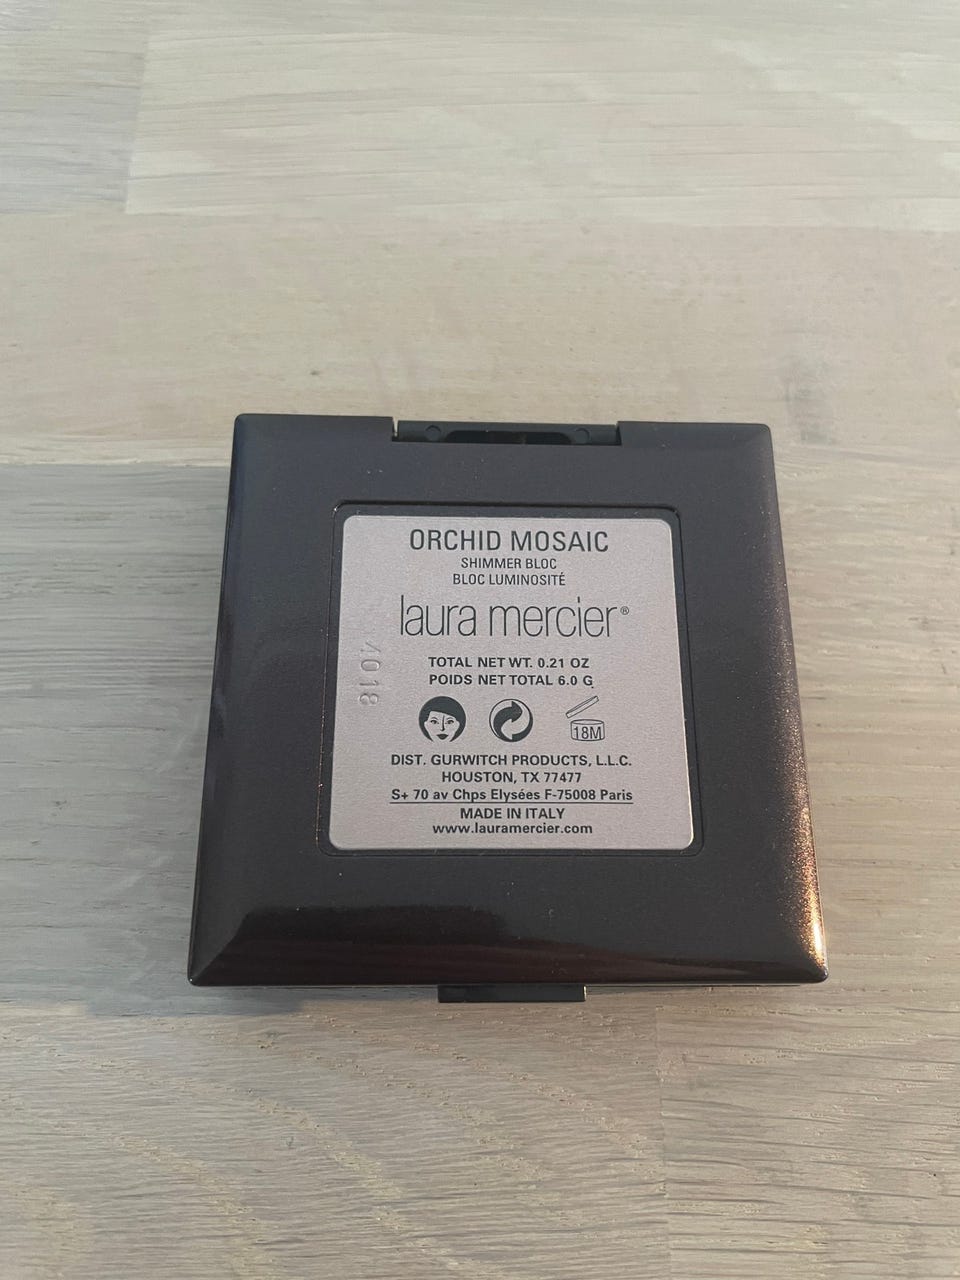 ORCHID MOSAIC
SHIMMER BLOC
BLOC LUMINOSITÉ
laura mercier®
4018
TOTAL NET WT. 0.21 OZ
POIDS NET TOTAL 6.0 G
18M
DIST. GURWITCH PRODUCTS, L.L.C.
HOUSTON, TX 77477
S+ 70 av Chps Elysées F-75008 Paris
MADE IN ITALY
www.lauramercier.com